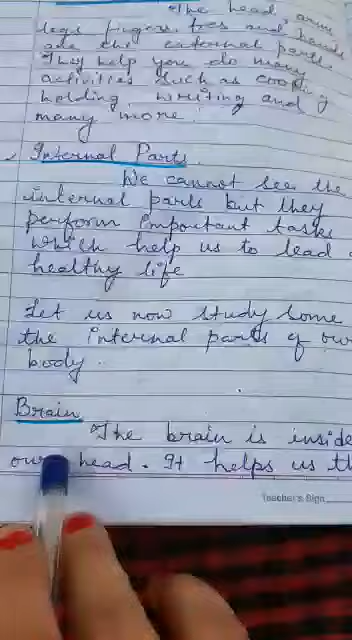 The head, arm
legs fingers, toes and hands
are the external parts.
They help you do many
activities such as cooking
holding, writing and
many more.
Internal Parts
We cannot see the
internal parts but they
perform important tasks
which help us to lead a
healthy life
Let us now study some
the internal parts of our
body.
Brain
The brain is inside
our head. It helps us th
Teacher's Sign